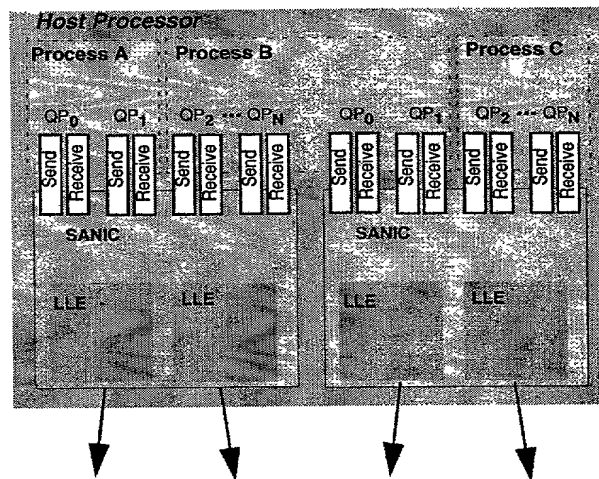 Host Processor
Process A Process B Process C
QP0 QP1 QP2 ··· QPN QP0 QP1 QP2 ··· QPN
Send Receive Send Receive Send Receive Send Receive Send Receive Send Receive Send Receive Send Receive
SANIC SANIC
LLE LLE LLE LLE